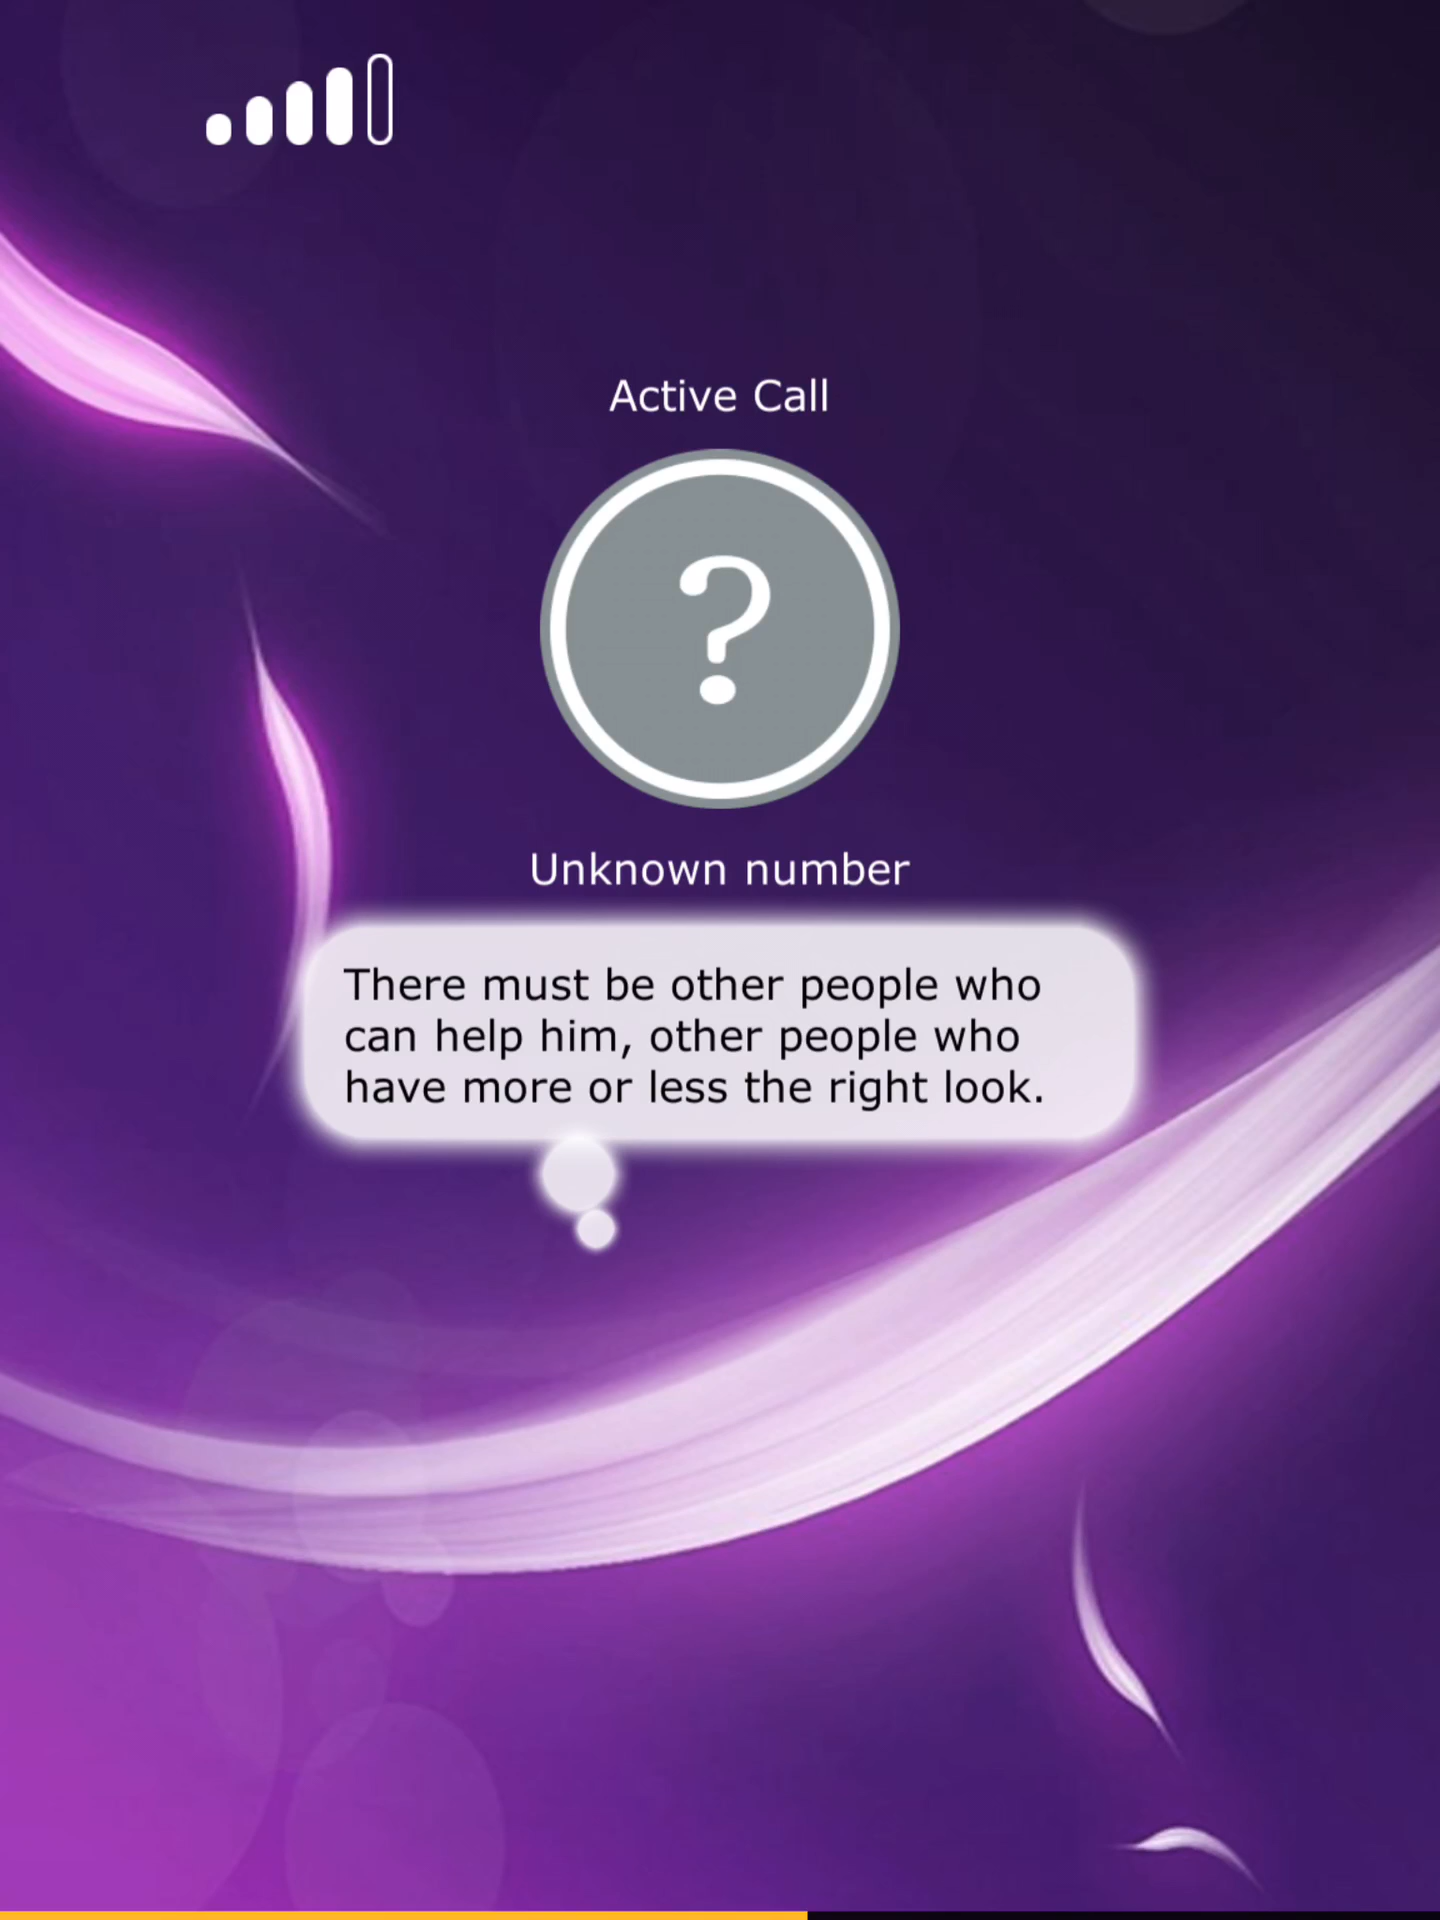 Active Call
?
Unknown number
There must be other people who
can help him, other people who
have more or less the right look.